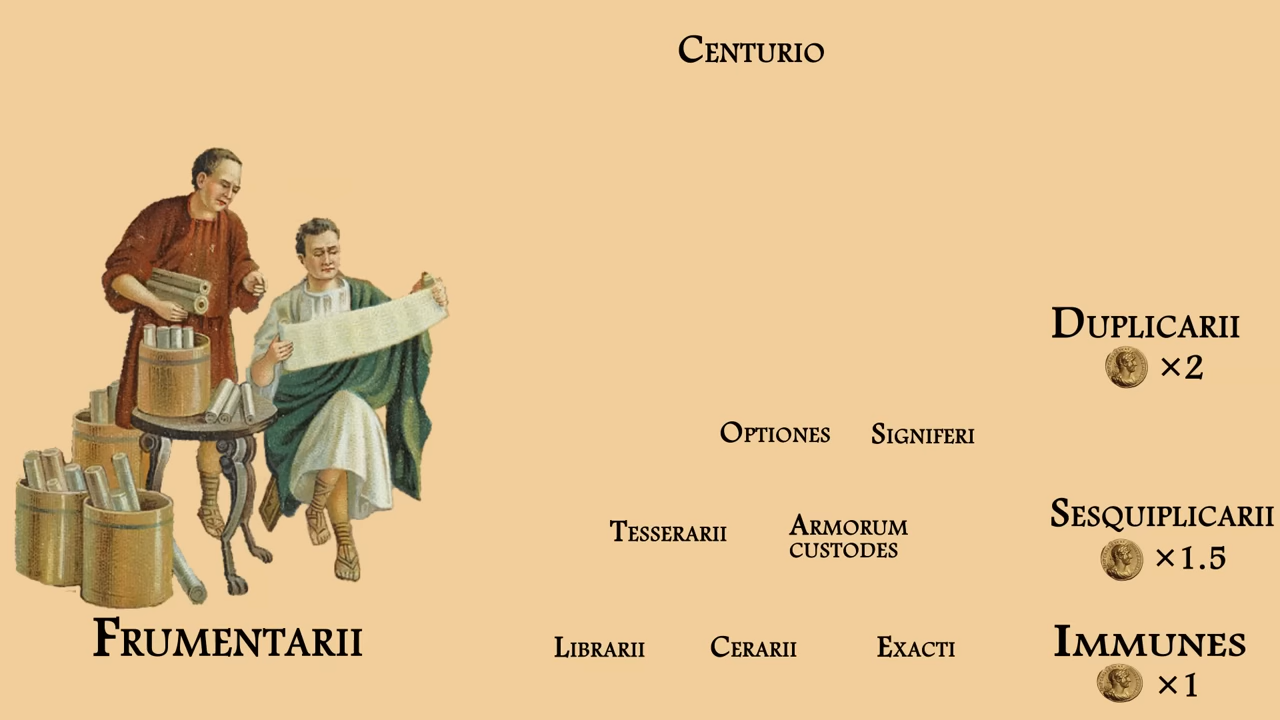 Centurio
Duplicarii
×2
Optiones Signiferi
Sesquiplicarii
Tesserarii
Armorum
custodes
×1.5
Frumentarii
Librarii Cerarii Exacti
Immunes
×1